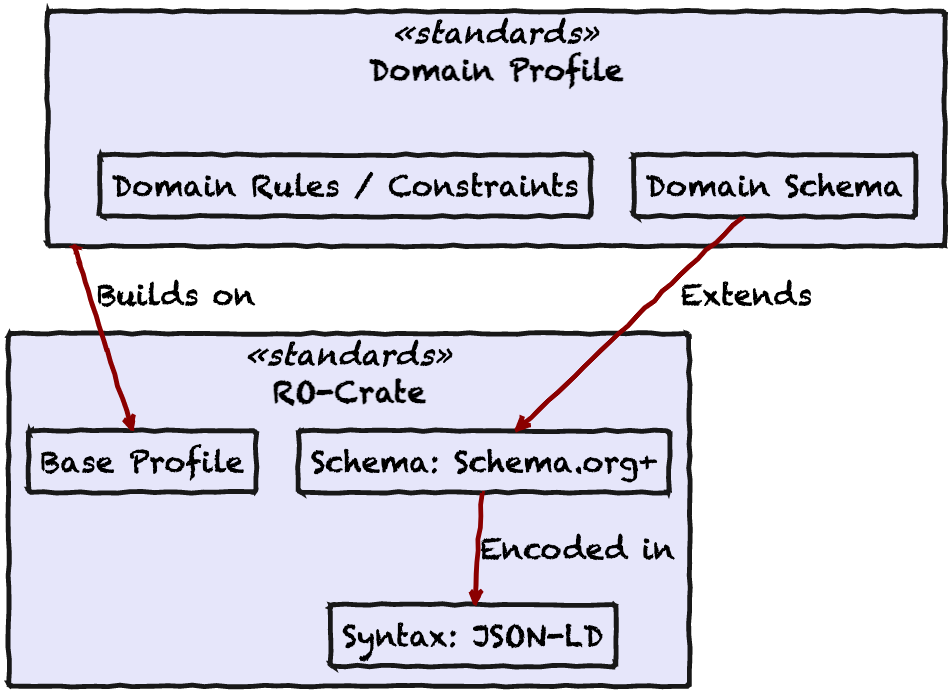 «standards»
Domain Profile
Domain Rules / Constraints
Domain Schema
Builds on
Extends
«standards»
RO-Crate
Base Profile
Schema: Schema.org+
Encoded in
Syntax: JSON-LD